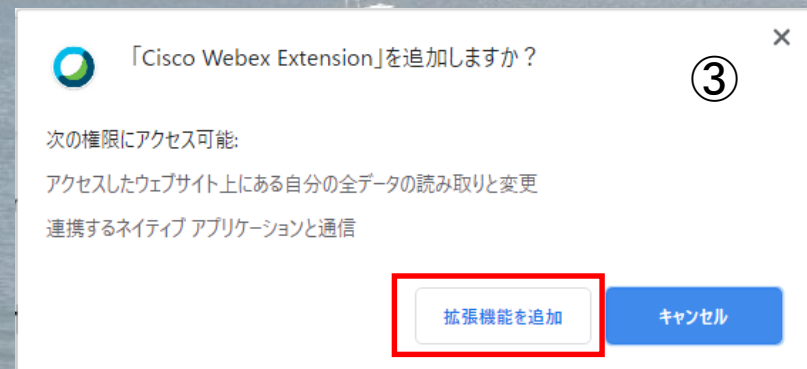 「Cisco Webex Extension」を追加しますか？
③
次の権限にアクセス可能:
アクセスしたウェブサイト上にある自分の全データの読み取りと変更
連携するネイティブ アプリケーションと通信
拡張機能を追加
キャンセル